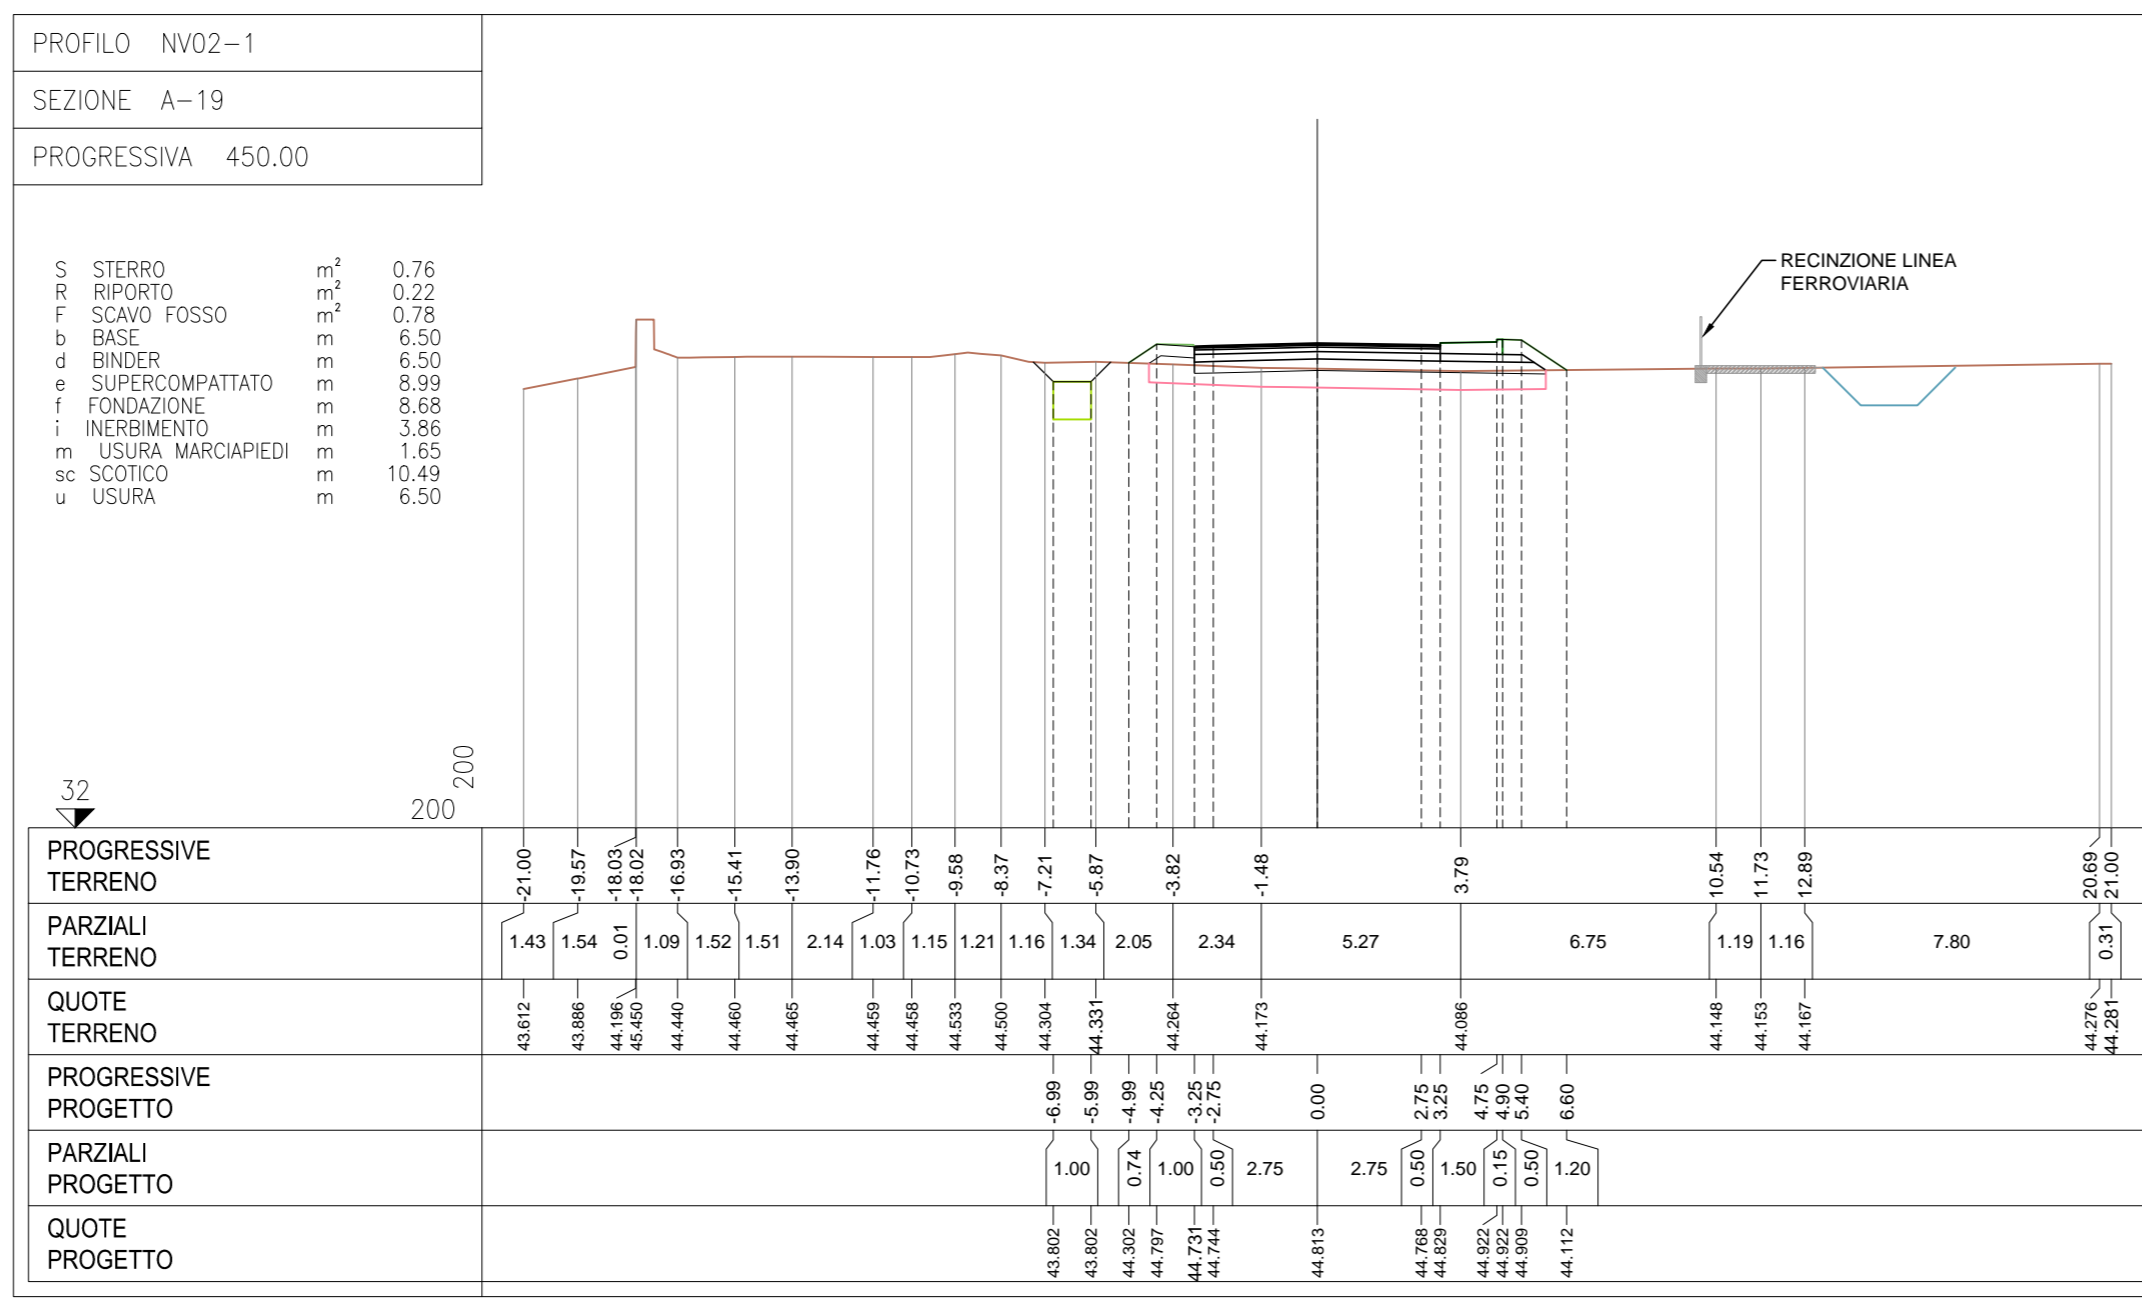 PROFILO NV02-1
SEZIONE A-19
PROGRESSIVA 450.00
S STERRO m² 0.76
R RIPORTO m² 0.22
F SCAVO FOSSO m² 0.78
b BASE m 6.50
d BINDER m 6.50
e SUPERCOMPATTATO m 8.99
f FONDAZIONE m 8.68
i INERBIMENTO m 3.86
m USURA MARCIAPIEDI m 1.65
sc SCOTICO m 10.49
u USURA m 6.50
RECINZIONE LINEA
FERROVIARIA
32
200
200
PROGRESSIVE
TERRENO
-21.00 -19.57 -18.03 -18.02 -16.93 -15.41 -13.90 -11.76 -10.73 -9.58 -8.37 -7.21 -5.87 -3.82 -1.48 3.79 10.54 11.73 12.89 20.69 21.00
PARZIALI
TERRENO
1.43 1.54 0.01 1.09 1.52 1.51 2.14 1.03 1.15 1.21 1.16 1.34 2.05 2.34 5.27 6.75 1.19 1.16 7.80 0.31
QUOTE
TERRENO
43.612 43.886 44.196 45.450 44.440 44.460 44.465 44.459 44.458 44.533 44.500 44.304 44.331 44.264 44.173 44.086 44.148 44.153 44.167 44.276 44.281
PROGRESSIVE
PROGETTO
-6.99 -5.99 -4.99 -4.25 -3.25 -2.75 0.00 2.75 3.25 4.75 4.90 5.40 6.60
PARZIALI
PROGETTO
1.00 0.74 1.00 0.50 2.75 2.75 0.50 1.50 0.15 0.50 1.20
QUOTE
PROGETTO
43.802 43.802 44.302 44.797 44.731 44.744 44.813 44.768 44.829 44.922 44.922 44.909 44.112